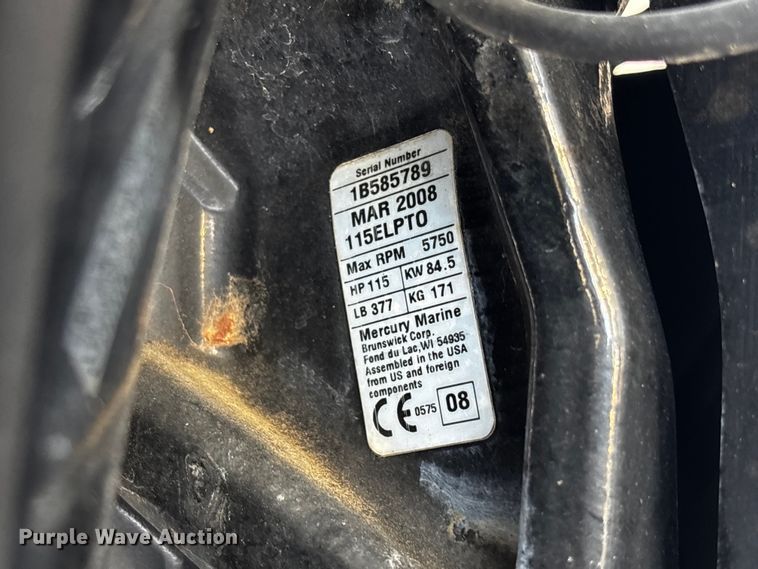 Serial Number
1B585789
MAR 2008
115ELPTO
Max RPM 5750
HP 115 KW 84.5
LB 377 KG 171
Mercury Marine
Brunswick Corp.
Fond du Lac, WI 54935
Assembled in the USA
from US and foreign
components
CE 0575 08
Purple Wave Auction®